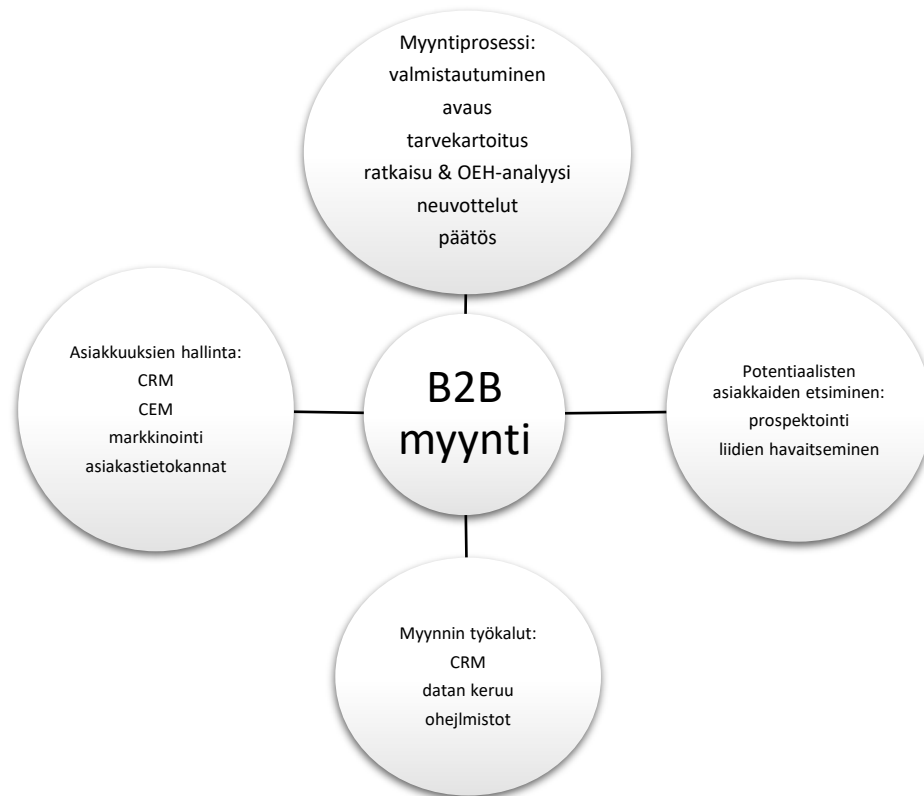 Myyntiprosessi:
valmistautuminen
avaus
tarvekartoitus
ratkaisu & OEH-analyysi
neuvottelut
päätös
Asiakkuuksien hallinta:
CRM
CEM
markkinointi
asiakastietokannat
B2B
myynti
Potentiaalisten
asiakkaiden etsiminen:
prospektointi
liidien havaitseminen
Myynnin työkalut:
CRM
datan keruu
ohejlmistot